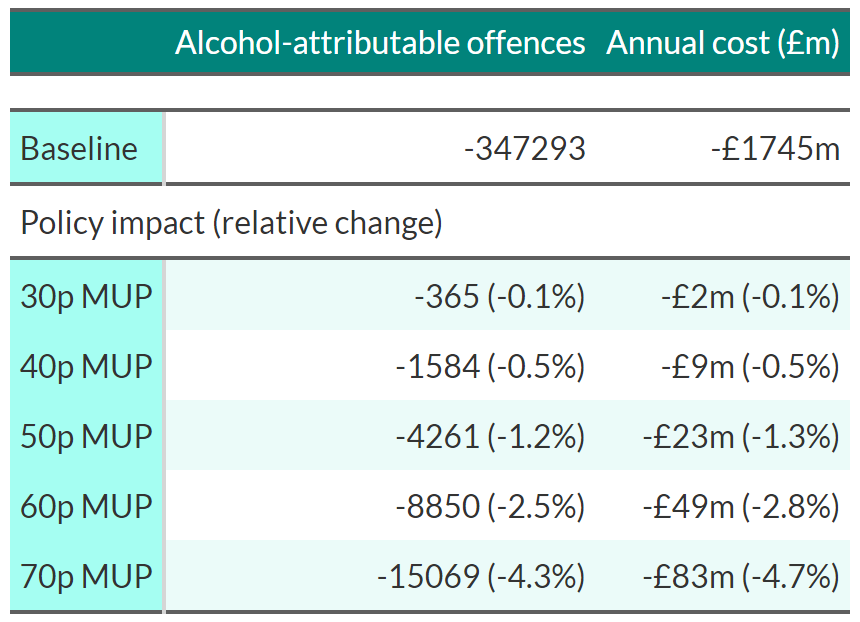 Alcohol-attributable offences Annual cost (£m)
Baseline -347293 -£1745m
Policy impact (relative change)
30p MUP -365 (-0.1%) -£2m (-0.1%)
40p MUP -1584 (-0.5%) -£9m (-0.5%)
50p MUP -4261 (-1.2%) -£23m (-1.3%)
60p MUP -8850 (-2.5%) -£49m (-2.8%)
70p MUP -15069 (-4.3%) -£83m (-4.7%)